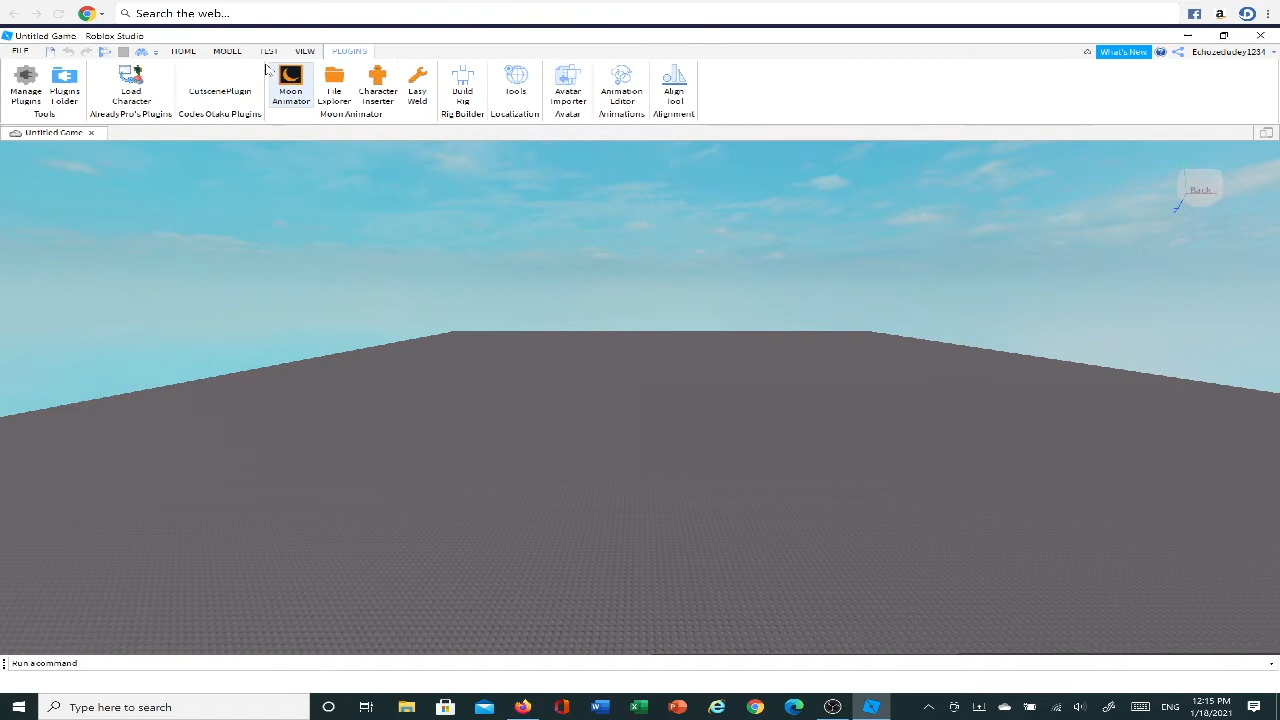 Search the web...
Untitled Game - Roblox Studio
FILE HOME MODEL TEST VIEW PLUGINS What's New Echozedudey1234
Manage Plugins
Plugins Folder
Load Character
CutscenePlugin
Moon Animator
File Explorer
Character Inserter
Easy Weld
Build Rig
Tools
Avatar Importer
Animation Editor
Align Tool
Tools AlreadyPro's Plugins Codes Otaku Plugins Moon Animator Rig Builder Localization Avatar Animations Alignment
Untitled Game
Back
Run a command
Type here to search
ENG
12:15 PM
1/18/2021